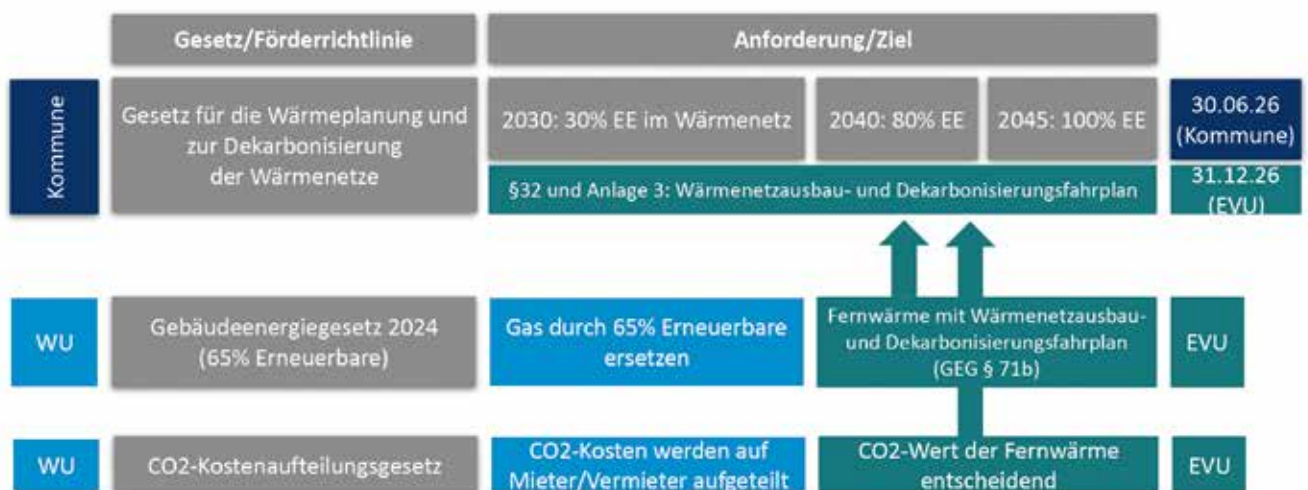 Gesetz/Förderrichtlinie
Anforderung/Ziel
Kommune
Gesetz für die Wärmeplanung und
zur Dekarbonisierung
der Wärmenetze
2030: 30% EE im Wärmenetz
2040: 80% EE
2045: 100% EE
30.06.26
(Kommune)
§32 und Anlage 3: Wärmenetzausbau- und Dekarbonisierungsfahrplan
31.12.26
(EVU)
WU
Gebäudeenergiegesetz 2024
(65% Erneuerbare)
Gas durch 65% Erneuerbare
ersetzen
Fernwärme mit Wärmenetzausbau-
und Dekarbonisierungsfahrplan
(GEG § 71b)
EVU
WU
CO2-Kostenaufteilungsgesetz
CO2-Kosten werden auf
Mieter/Vermieter aufgeteilt
CO2-Wert der Fernwärme
entscheidend
EVU